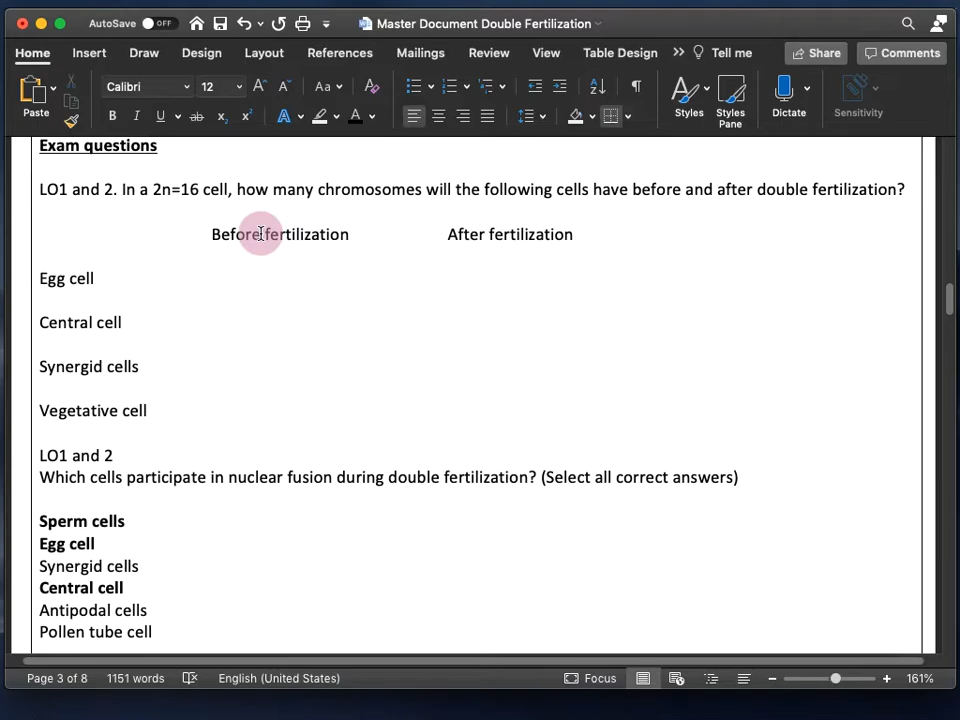 AutoSave OFF Master Document Double Fertilization
Home Insert Draw Design Layout References Mailings Review View Table Design >> Tell me Share Comments
Paste Calibri 12 Aa Styles Styles Pane Dictate Sensitivity
B I U ab x₂ x² A A
Exam questions
LO1 and 2. In a 2n=16 cell, how many chromosomes will the following cells have before and after double fertilization?
Before fertilization After fertilization
Egg cell
Central cell
Synergid cells
Vegetative cell
LO1 and 2
Which cells participate in nuclear fusion during double fertilization? (Select all correct answers)
Sperm cells
Egg cell
Synergid cells
Central cell
Antipodal cells
Pollen tube cell
Page 3 of 8 1151 words English (United States) Focus 161%